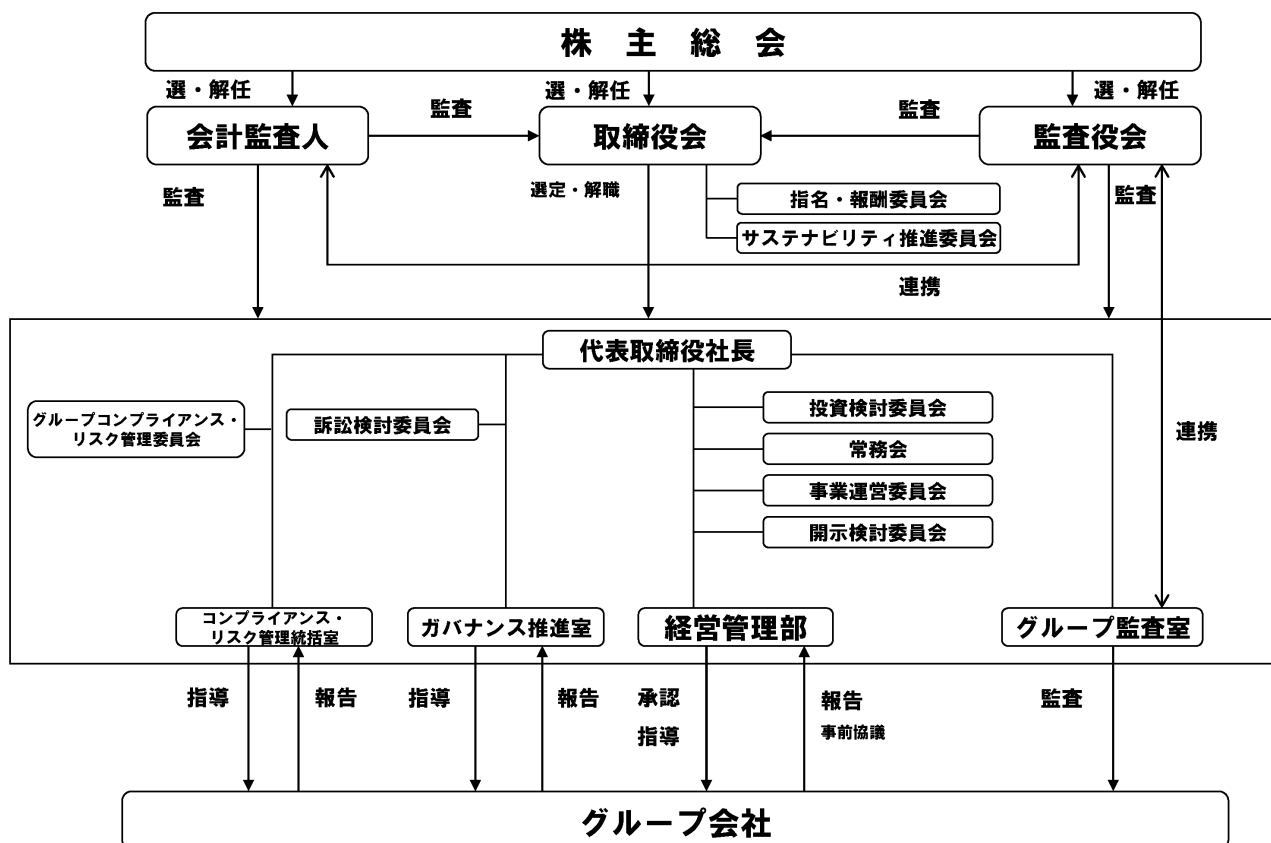 株主総会
選・解任
選・解任
選・解任
監査
監査
会計監査人
取締役会
監査役会
監査
選定・解職
監査
指名・報酬委員会
サステナビリティ推進委員会
連携
代表取締役社長
グループコンプライアンス・
リスク管理委員会
訴訟検討委員会
投資検討委員会
常務会
事業運営委員会
開示検討委員会
連携
コンプライアンス・
リスク管理統括室
ガバナンス推進室
経営管理部
グループ監査室
指導
報告
指導
報告
承認
指導
報告
事前協議
監査
グループ会社